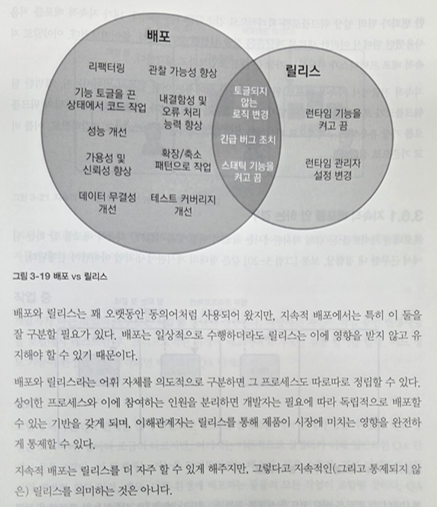 배포
릴리스
리팩터링
관찰 가능성 향상
기능 토글을 끈
상태에서 코드 작업
내결함성 및
오류 처리
능력 향상
성능 개선
가용성 및
신뢰성 향상
확장/축소
패턴으로 작업
데이터 무결성
개선
테스트 커버리지
개선
토글되지
않는
로직 변경
긴급 버그 조치
스태틱 기능을
켜고 끔
런타임 기능을
켜고 끔
런타임 관리자
설정 변경
그림 3-19 배포 vs 릴리스
배포와 릴리스는 꽤 오랫동안 동의어처럼 사용되어 왔지만, 지속적 배포에서는 특히 이 둘을
잘 구분할 필요가 있다. 배포는 일상적으로 수행하더라도 릴리스는 이에 영향을 받지 않고 유
지해야 할 수 있기 때문이다.
배포와 릴리스라는 어휘 자체를 의도적으로 구분하면 그 프로세스도 따로따로 정립할 수 있다.
상이한 프로세스와 이에 참여하는 인원을 분리하면 개발자는 필요에 따라 독립적으로 배포할
수 있는 기반을 갖게 되며, 이해관계자는 릴리스를 통해 제품이 시장에 미치는 영향을 완전하
게 통제할 수 있다.
지속적 배포는 릴리스를 더 자주 할 수 있게 해주지만, 그렇다고 지속적인(그리고 통제되지 않
은) 릴리스를 의미하는 것은 아니다.